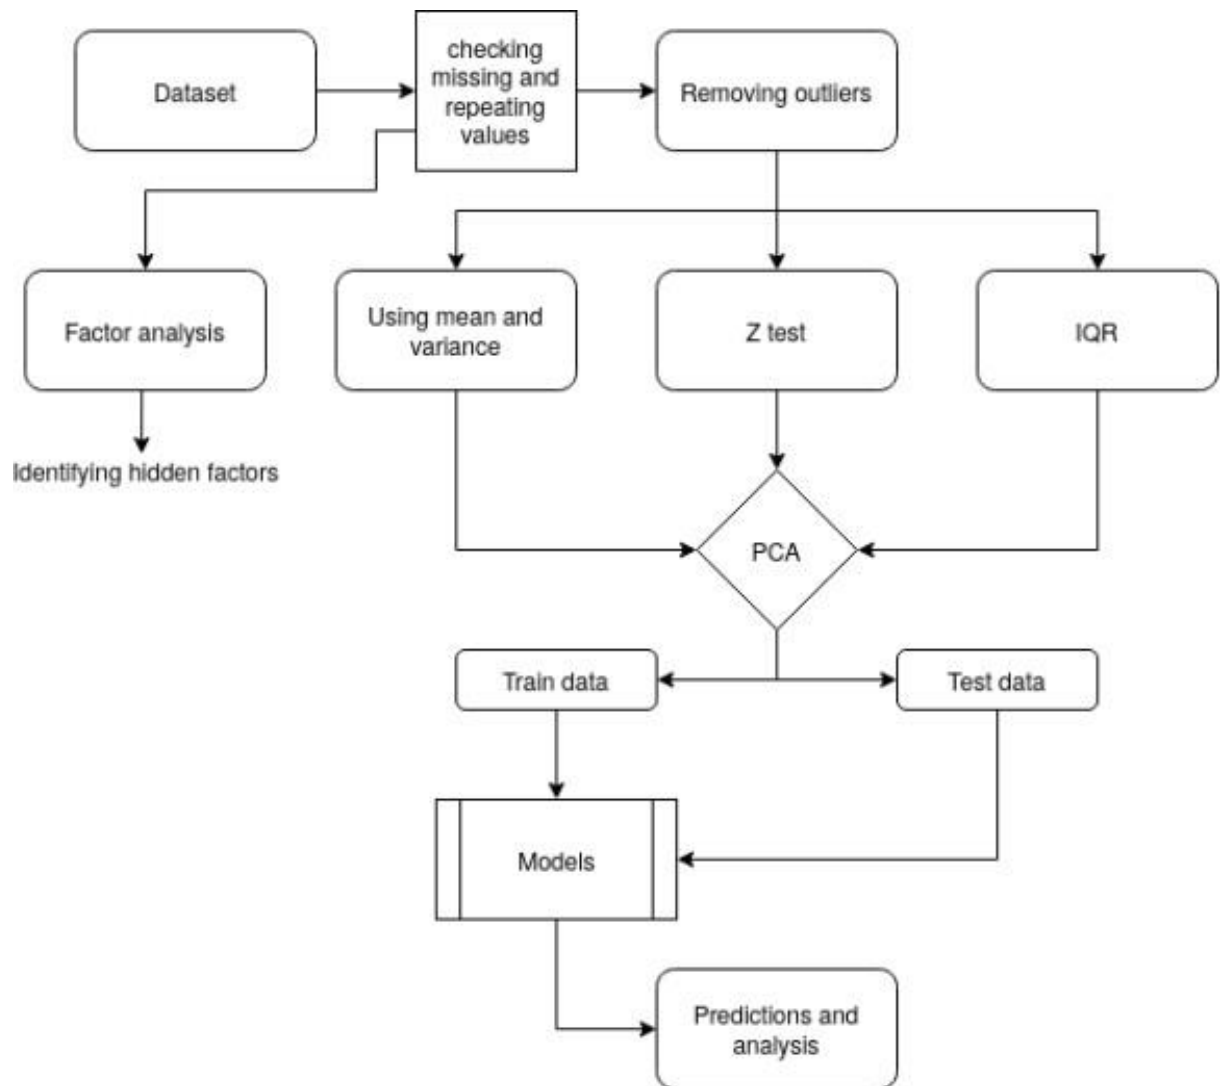 Dataset
checking
missing and
repeating
values
Removing outliers
Factor analysis
Using mean and
variance
Z test
IQR
Identifying hidden factors
PCA
Train data
Test data
Models
Predictions and
analysis